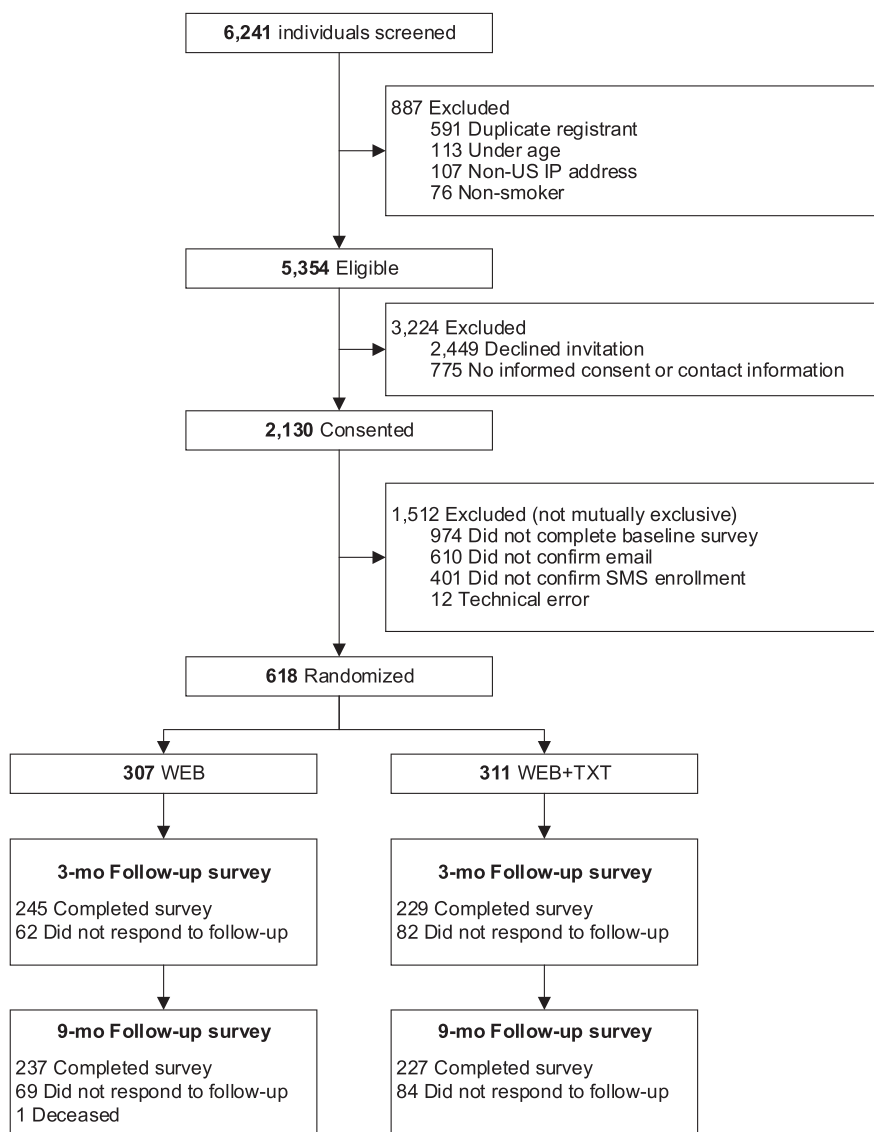 6,241 individuals screened
887 Excluded
591 Duplicate registrant
113 Under age
107 Non-US IP address
76 Non-smoker
5,354 Eligible
3,224 Excluded
2,449 Declined invitation
775 No informed consent or contact information
2,130 Consented
1,512 Excluded (not mutually exclusive)
974 Did not complete baseline survey
610 Did not confirm email
401 Did not confirm SMS enrollment
12 Technical error
618 Randomized
307 WEB
311 WEB+TXT
3-mo Follow-up survey
245 Completed survey
62 Did not respond to follow-up
3-mo Follow-up survey
229 Completed survey
82 Did not respond to follow-up
9-mo Follow-up survey
237 Completed survey
69 Did not respond to follow-up
1 Deceased
9-mo Follow-up survey
227 Completed survey
84 Did not respond to follow-up